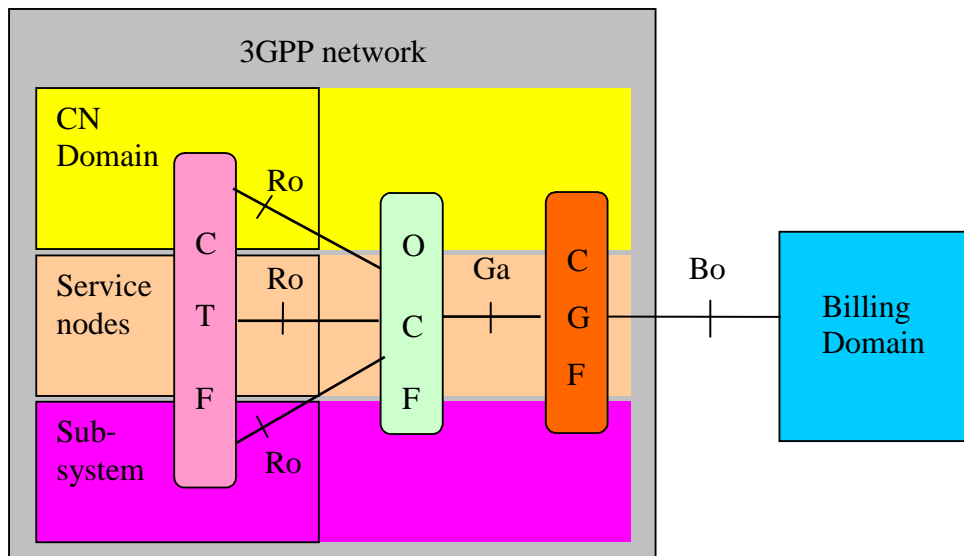 3GPP network
CN
Domain
Ro
C
T
F
O
C
F
C
G
F
Service
nodes
Ro
Ga
Bo
Billing
Domain
Sub-
system
Ro